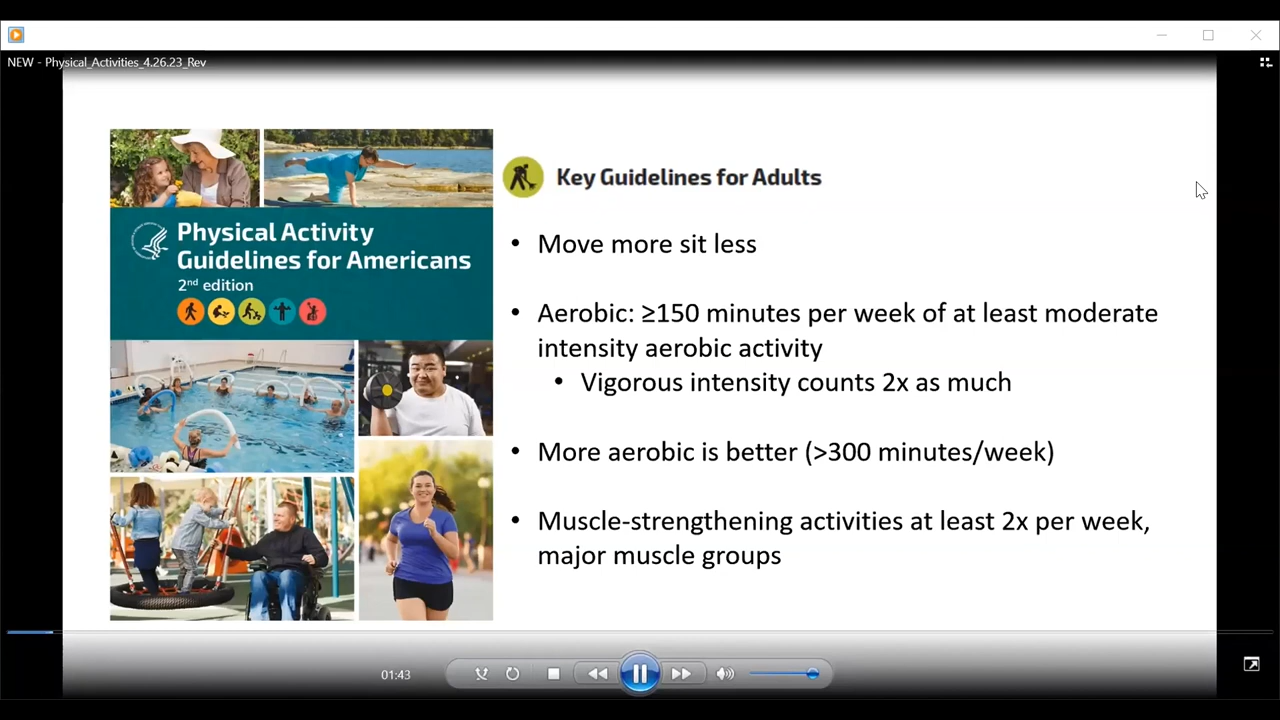 NEW - Physical_Activities_4.26.23_Rev
Physical Activity
Guidelines for Americans
2nd edition
Key Guidelines for Adults
• Move more sit less
• Aerobic: ≥150 minutes per week of at least moderate
intensity aerobic activity
• Vigorous intensity counts 2x as much
• More aerobic is better (>300 minutes/week)
• Muscle-strengthening activities at least 2x per week,
major muscle groups
01:43